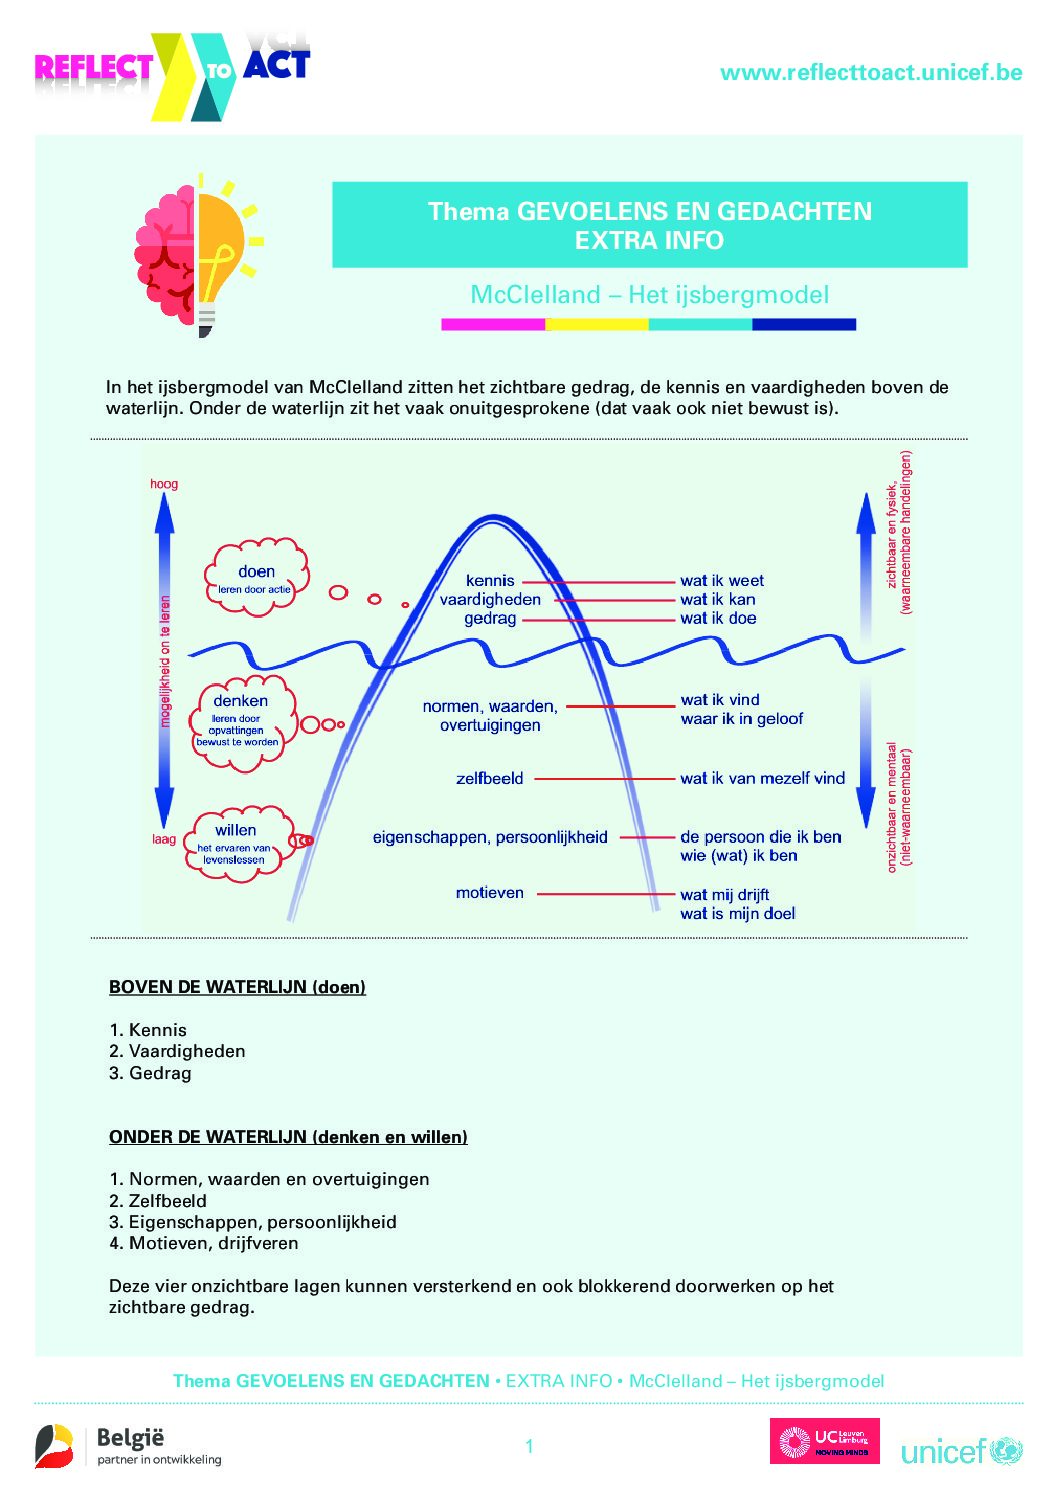 REFLECT TO ACT
www.reflecttoact.unicef.be
Thema GEVOELENS EN GEDACHTEN
EXTRA INFO
McClelland – Het ijsbergmodel
In het ijsbergmodel van McClelland zitten het zichtbare gedrag, de kennis en vaardigheden boven de
waterlijn. Onder de waterlijn zit het vaak onuitgesprokene (dat vaak ook niet bewust is).
hoog
mogelijkheid on te leren
laag
doen
leren door actie
denken
leren door
opvattingen
bewust te worden
willen
het ervaren van
levenslessen
kennis wat ik weet
vaardigheden wat ik kan
gedrag wat ik doe
normen, waarden, wat ik vind
overtuigingen waar ik in geloof
zelfbeeld wat ik van mezelf vind
eigenschappen, persoonlijkheid de persoon die ik ben
wie (wat) ik ben
motieven wat mij drijft
wat is mijn doel
zichtbaar en fysiek,
(waarneembare handelingen)
onzichtbaar en mentaal
(niet-waarneembaar)
BOVEN DE WATERLIJN (doen)
1. Kennis
2. Vaardigheden
3. Gedrag
ONDER DE WATERLIJN (denken en willen)
1. Normen, waarden en overtuigingen
2. Zelfbeeld
3. Eigenschappen, persoonlijkheid
4. Motieven, drijfveren
Deze vier onzichtbare lagen kunnen versterkend en ook blokkerend doorwerken op het
zichtbare gedrag.
Thema GEVOELENS EN GEDACHTEN • EXTRA INFO • McClelland – Het ijsbergmodel
België
partner in ontwikkeling
1
UC Leuven
Limburg
MOVING MINDS
unicef